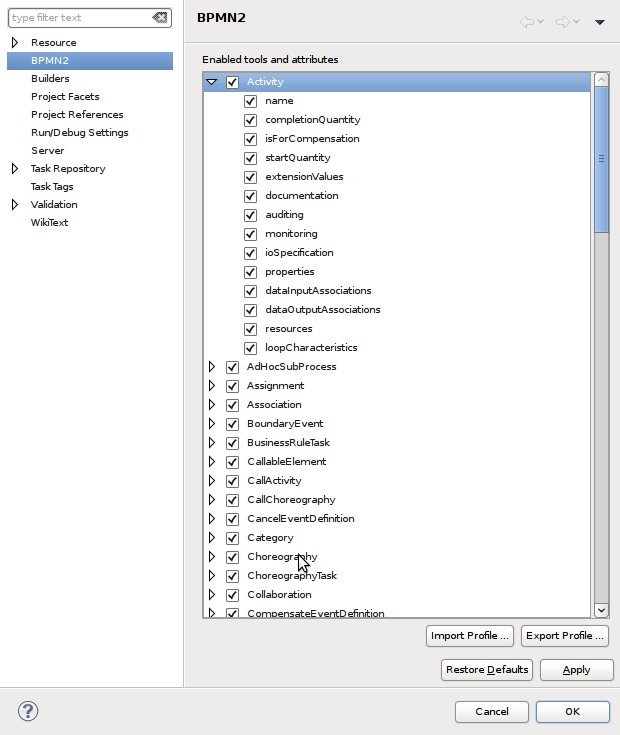 type filter text
Resource
BPMN2
Builders
Project Facets
Project References
Run/Debug Settings
Server
Task Repository
Task Tags
Validation
WikiText
BPMN2
Enabled tools and attributes
Activity
name
completionQuantity
isForCompensation
startQuantity
extensionValues
documentation
auditing
monitoring
ioSpecification
properties
dataInputAssociations
dataOutputAssociations
resources
loopCharacteristics
AdHocSubProcess
Assignment
Association
BoundaryEvent
BusinessRuleTask
CallableElement
CallActivity
CallChoreography
CancelEventDefinition
Category
Choreography
ChoreographyTask
Collaboration
CompensateEventDefinition
Import Profile ...
Export Profile ...
Restore Defaults
Apply
?
Cancel
OK